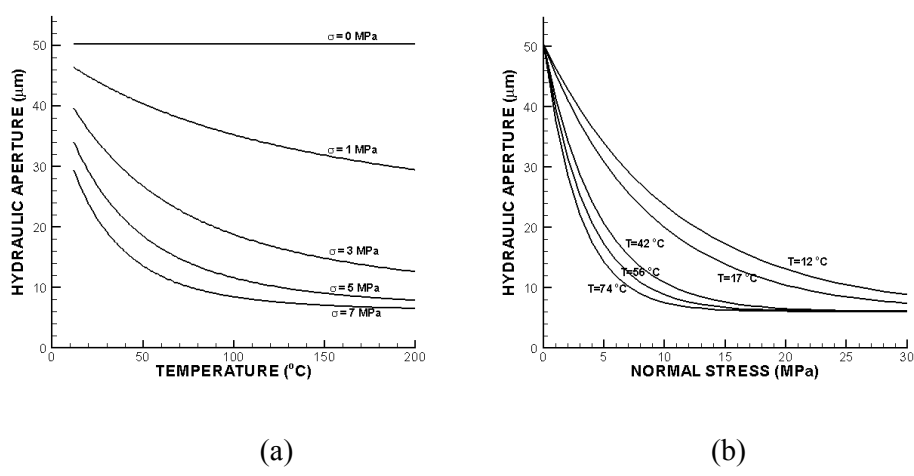 HYDRAULIC APERTURE (μm)
50
40
30
20
10
0
σ= 0 MPa
σ= 1 MPa
σ= 3 MPa
σ= 5 MPa
σ= 7 MPa
0 50 100 150 200
TEMPERATURE (°C)
(a)
HYDRAULIC APERTURE (μm)
50
40
30
20
10
0
T=42 °C
T=56 °C
T=74 °C
T=12 °C
T=17 °C
0 5 10 15 20 25 30
NORMAL STRESS (MPa)
(b)